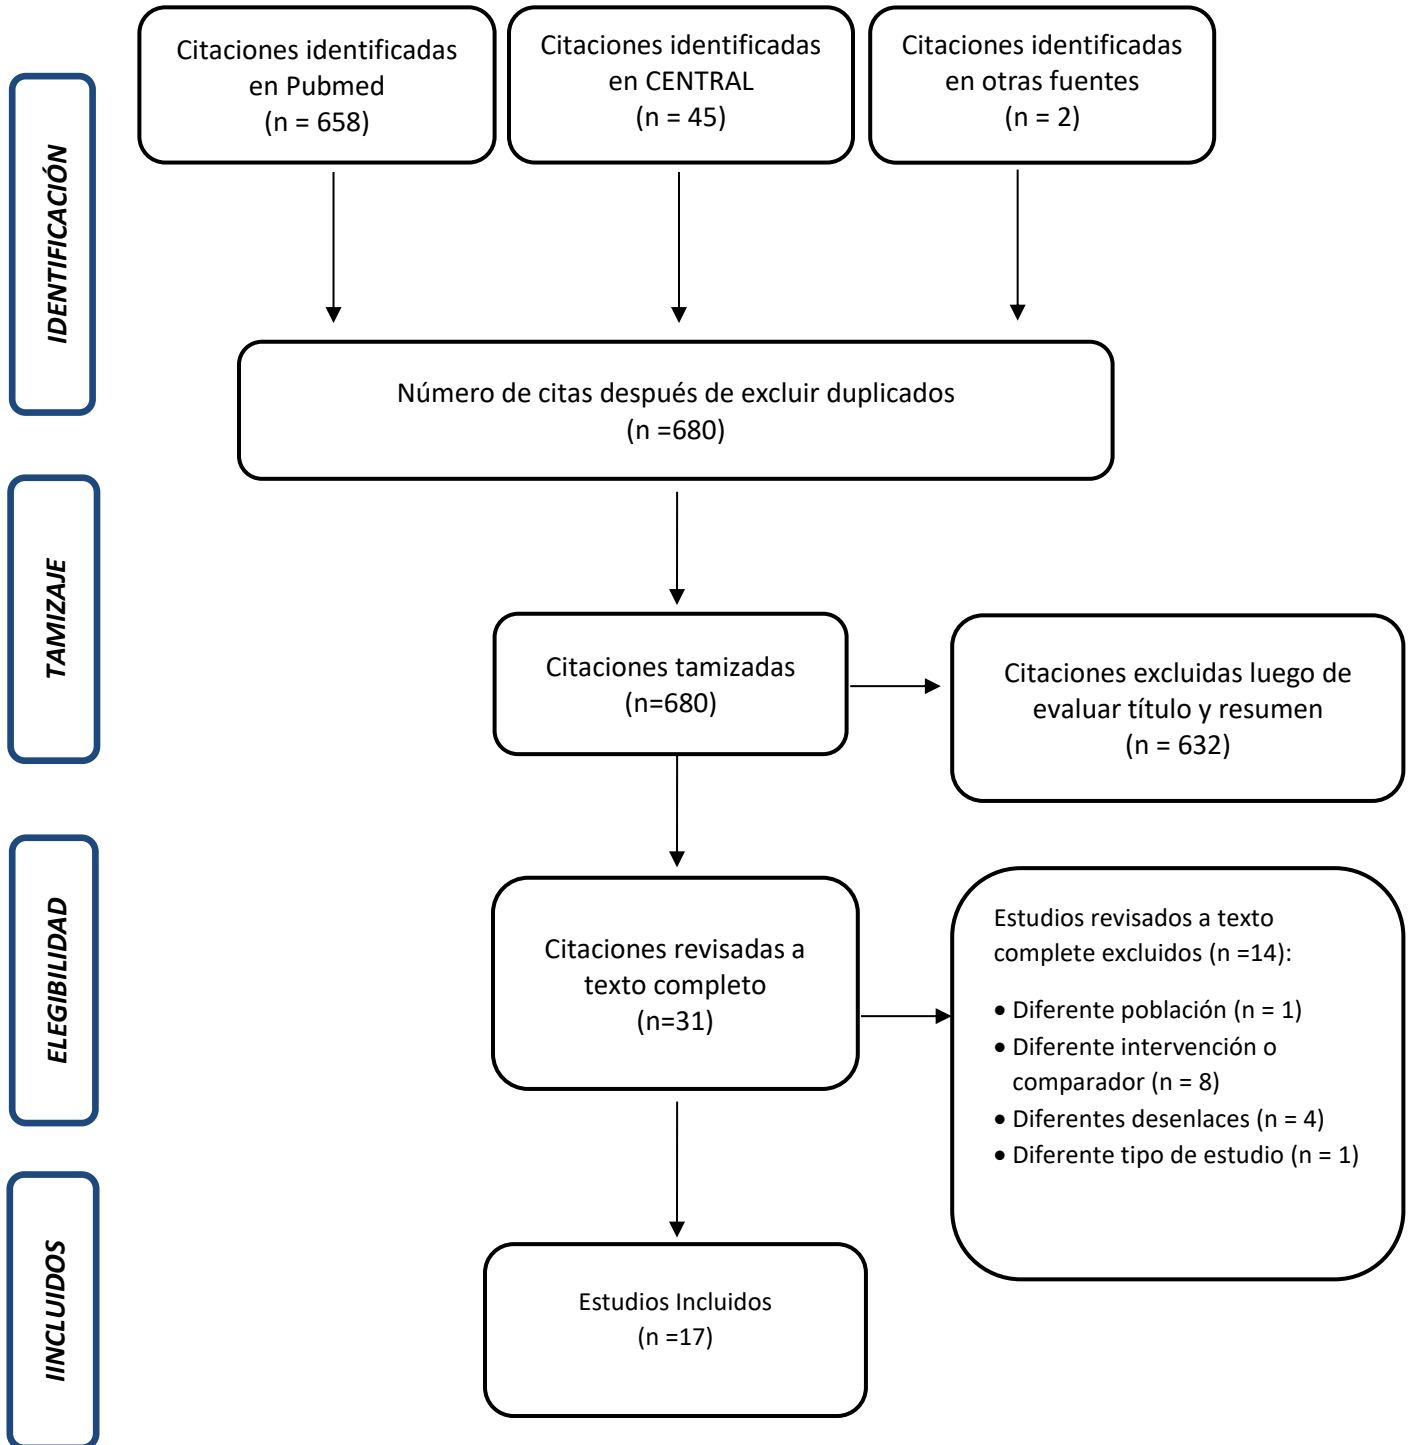 Citaciones identificadas
en Pubmed
(n = 658)
Citaciones identificadas
en CENTRAL
(n = 45)
Citaciones identificadas
en otras fuentes
(n = 2)
IDENTIFICACIÓN
Número de citas después de excluir duplicados
(n =680)
TAMIZAJE
Citaciones tamizadas
(n=680)
Citaciones excluidas luego de
evaluar título y resumen
(n = 632)
ELEGIBILIDAD
Citaciones revisadas a
texto completo
(n=31)
Estudios revisados a texto
complete excluidos (n =14):
• Diferente población (n = 1)
• Diferente intervención o
comparador (n = 8)
• Diferentes desenlaces (n = 4)
• Diferente tipo de estudio (n = 1)
IINCLUIDOS
Estudios Incluidos
(n =17)